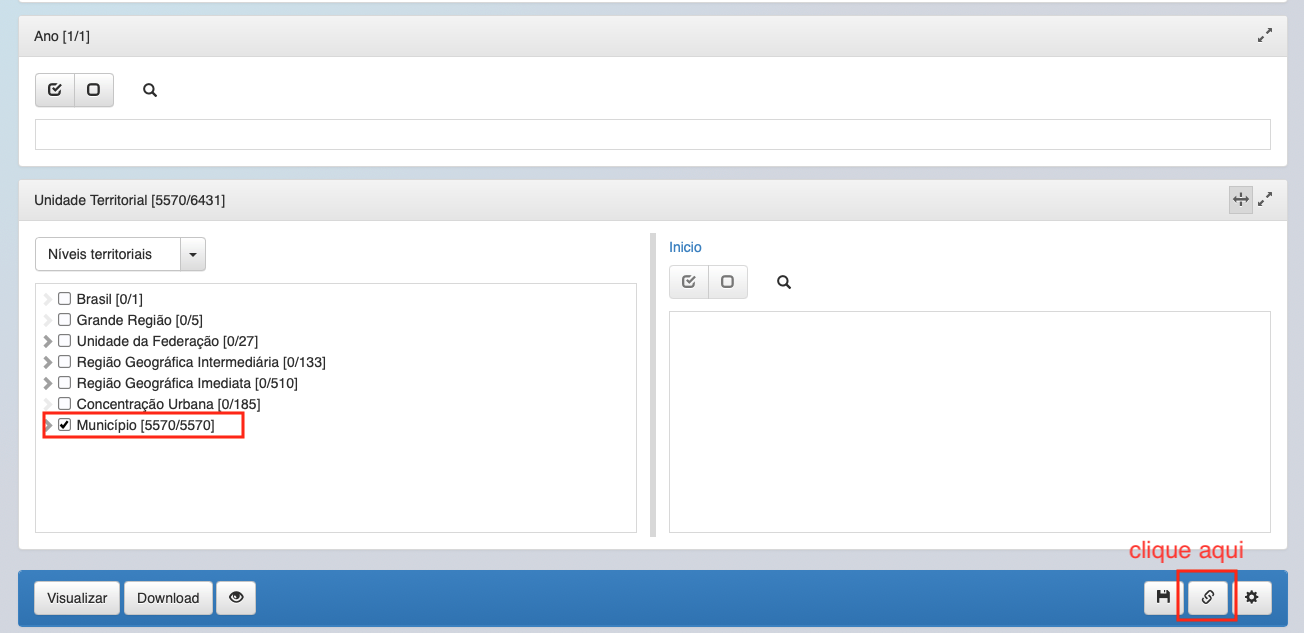 Ano [1/1]
Unidade Territorial [5570/6431]
Níveis territoriais
Brasil [0/1]
Grande Região [0/5]
Unidade da Federação [0/27]
Região Geográfica Intermediária [0/133]
Região Geográfica Imediata [0/510]
Concentração Urbana [0/185]
Município [5570/5570]
Inicio
clique aqui
Visualizar
Download